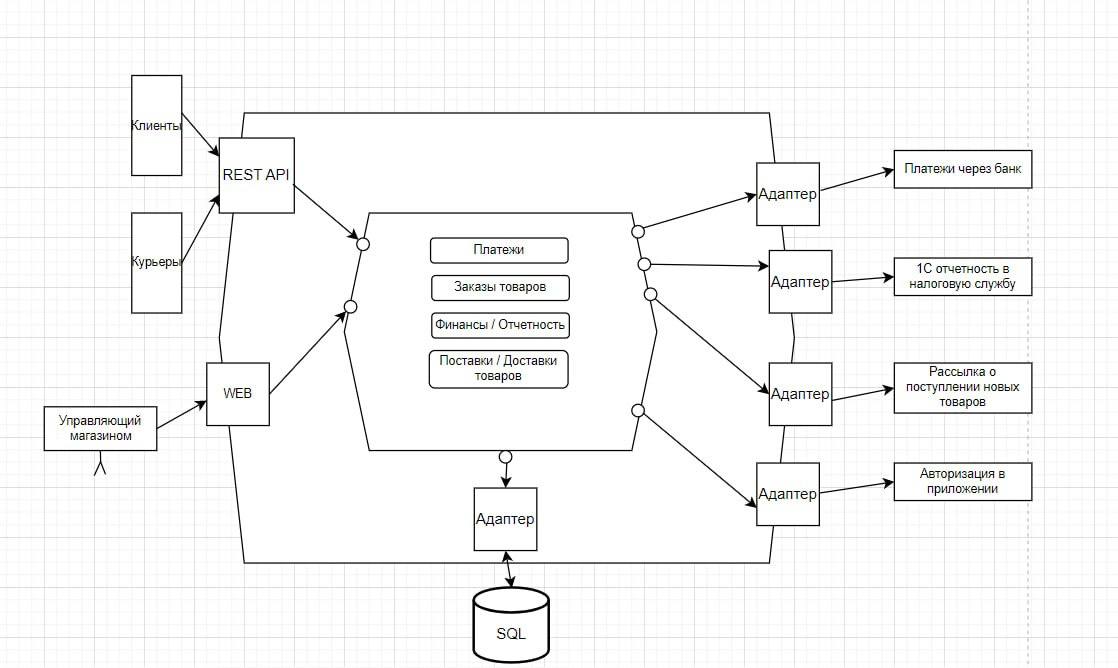 Клиенты
REST API
Курьеры
WEB
Управляющий
магазином
Платежи
Заказы товаров
Финансы / Отчетность
Поставки / Доставки
товаров
Адаптер
Платежи через банк
Адаптер
1С отчетность в
налоговую службу
Адаптер
Рассылка о
поступлении новых
товаров
Адаптер
Авторизация в
приложении
Адаптер
SQL